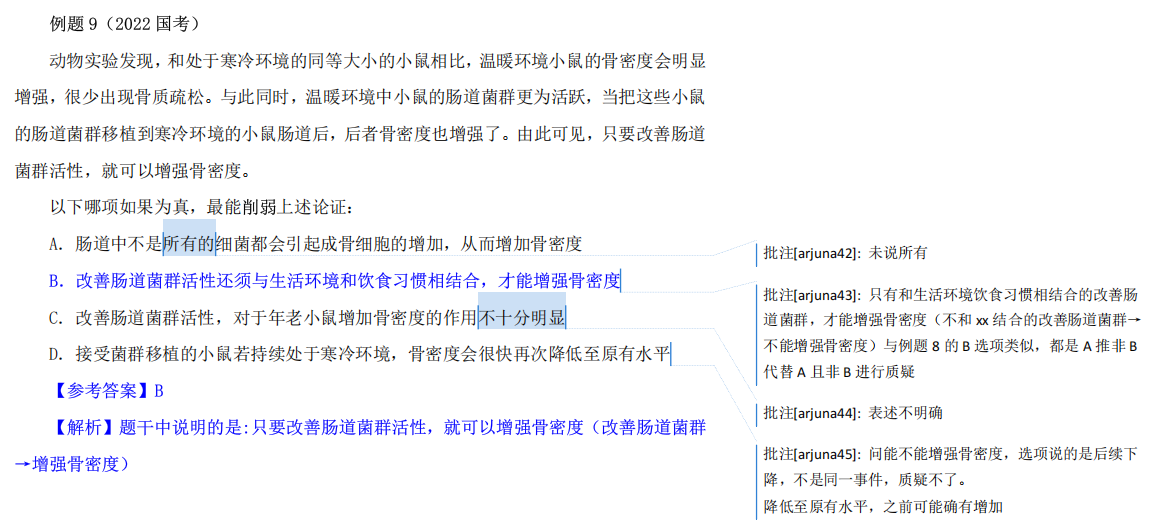 例题 9（2022 国考）
动物实验发现，和处于寒冷环境的同等大小的小鼠相比，温暖环境小鼠的骨密度会明显
增强，很少出现骨质疏松。与此同时，温暖环境中小鼠的肠道菌群更为活跃，当把这些小鼠
的肠道菌群移植到寒冷环境的小鼠肠道后，后者骨密度也增强了。由此可见，只要改善肠道
菌群活性，就可以增强骨密度。
以下哪项如果为真，最能削弱上述论证：
A. 肠道中不是所有的细菌都会引起成骨细胞的增加，从而增加骨密度
B. 改善肠道菌群活性还须与生活环境和饮食习惯相结合，才能增强骨密度
C. 改善肠道菌群活性，对于年老小鼠增加骨密度的作用不十分明显
D. 接受菌群移植的小鼠若持续处于寒冷环境，骨密度会很快再次降低至原有水平
【参考答案】B
【解析】题干中说明的是:只要改善肠道菌群活性，就可以增强骨密度（改善肠道菌群
→增强骨密度）
批注[arjuna42]: 未说所有
批注[arjuna43]: 只有和生活环境饮食习惯相结合的改善肠
道菌群，才能增强骨密度（不和 xx 结合的改善肠道菌群→
不能增强骨密度）与例题 8 的 B 选项类似，都是 A 推非 B
代替 A 且非 B 进行质疑
批注[arjuna44]: 表述不明确
批注[arjuna45]: 问能不能增强骨密度，选项说的是后续下
降，不是同一事件，质疑不了。
降低至原有水平，之前可能确有增加